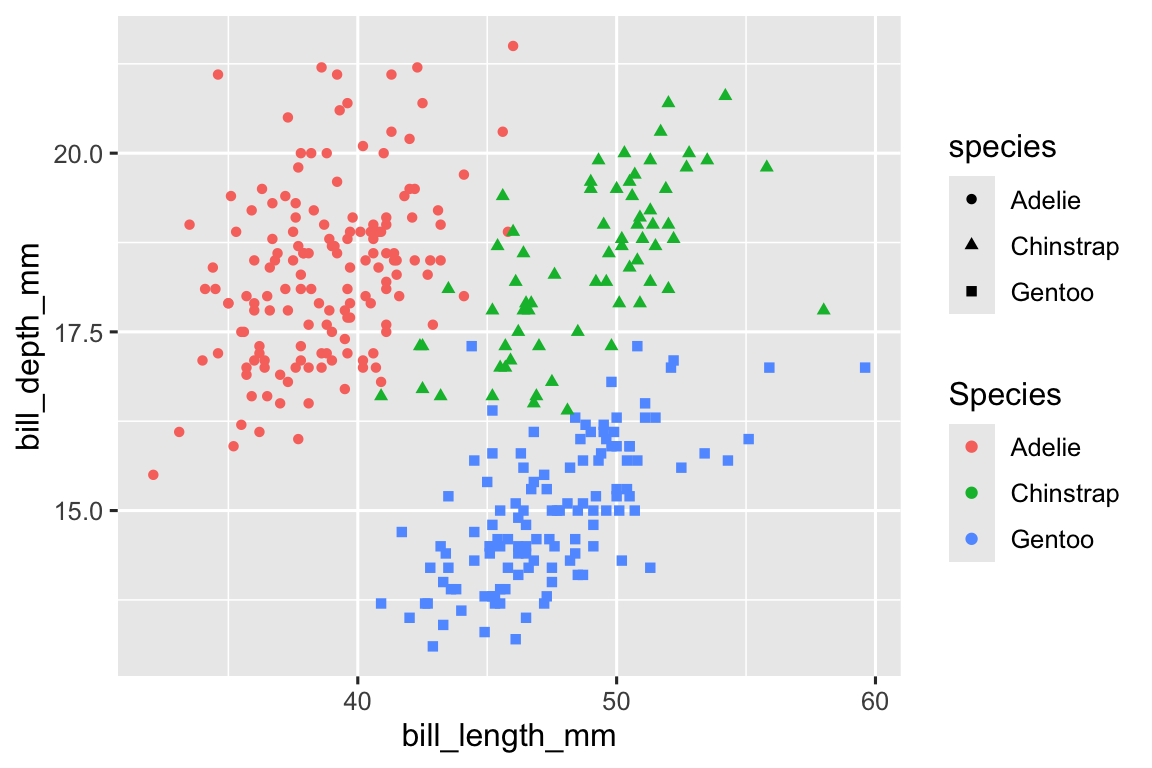 20.0
17.5
15.0
bill_depth_mm
40 50 60
bill_length_mm
species
Adelie
Chinstrap
Gentoo
Species
Adelie
Chinstrap
Gentoo